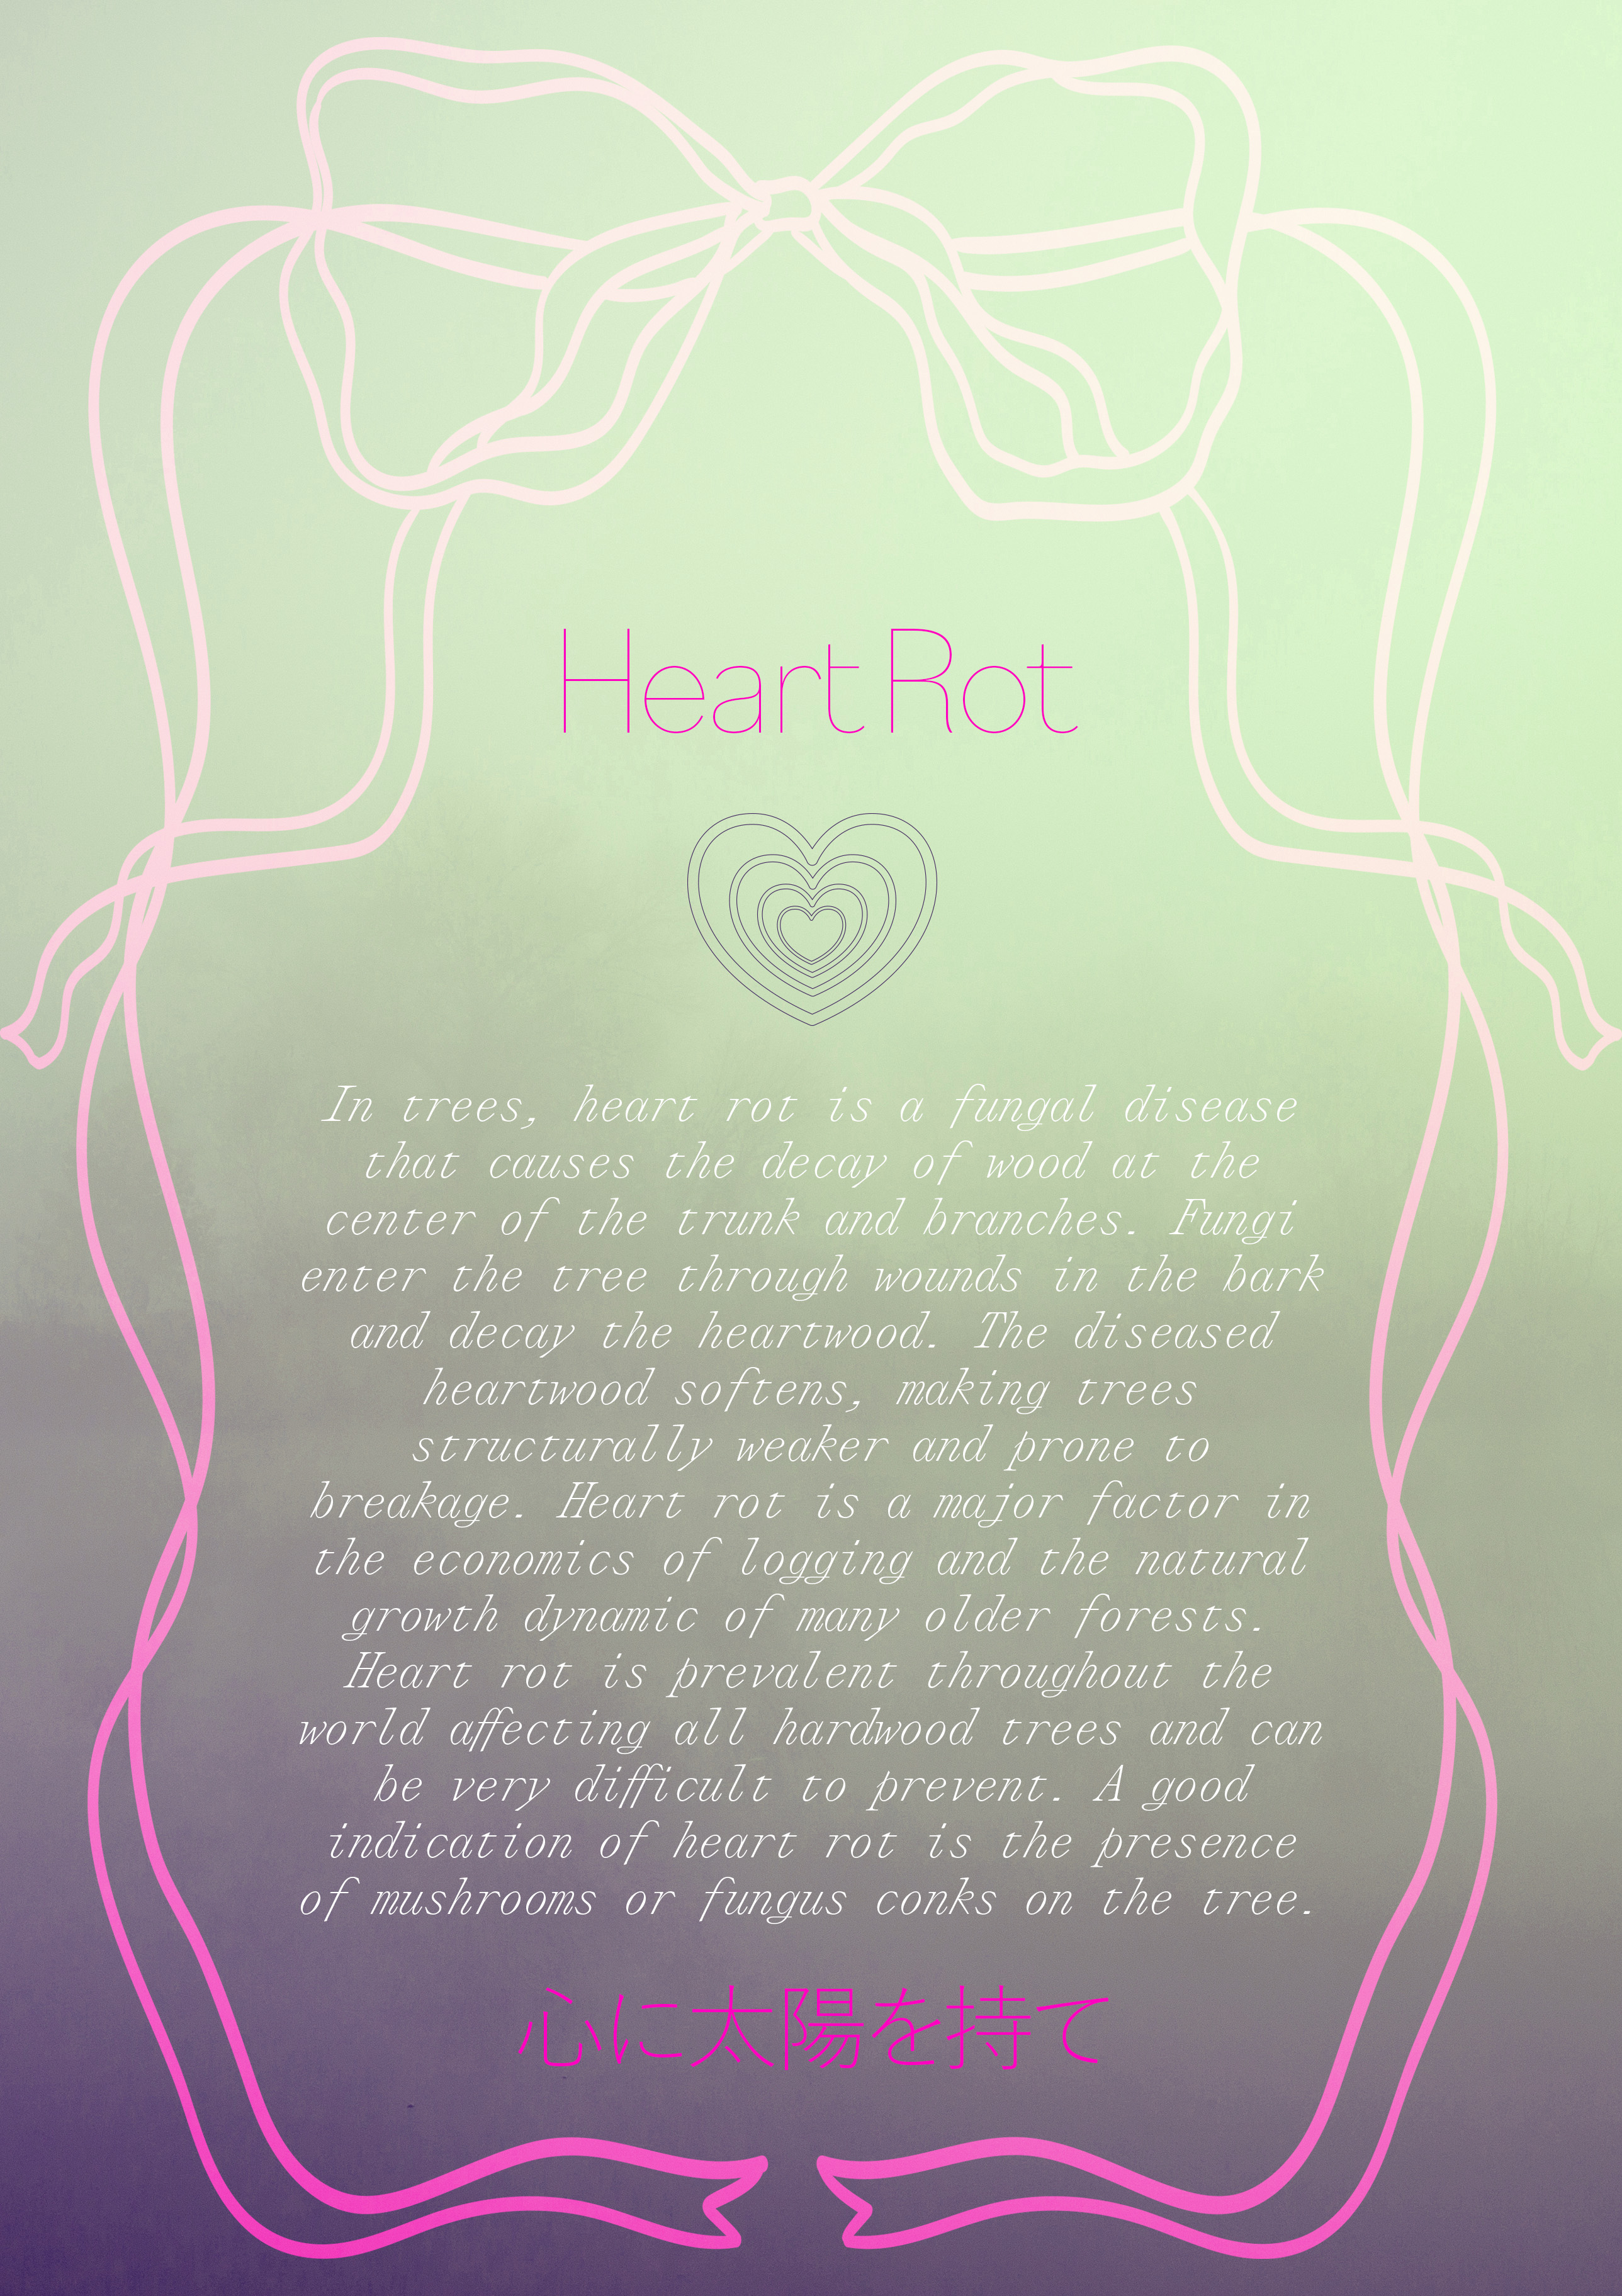 Heart Rot
In trees, heart rot is a fungal disease
that causes the decay of wood at the
center of the trunk and branches. Fungi
enter the tree through wounds in the bark
and decay the heartwood. The diseased
heartwood softens, making trees
structurally weaker and prone to
breakage. Heart rot is a major factor in
the economics of logging and the natural
growth dynamic of many older forests.
Heart rot is prevalent throughout the
world affecting all hardwood trees and can
be very difficult to prevent. A good
indication of heart rot is the presence
of mushrooms or fungus conks on the tree.
心に太陽を持て